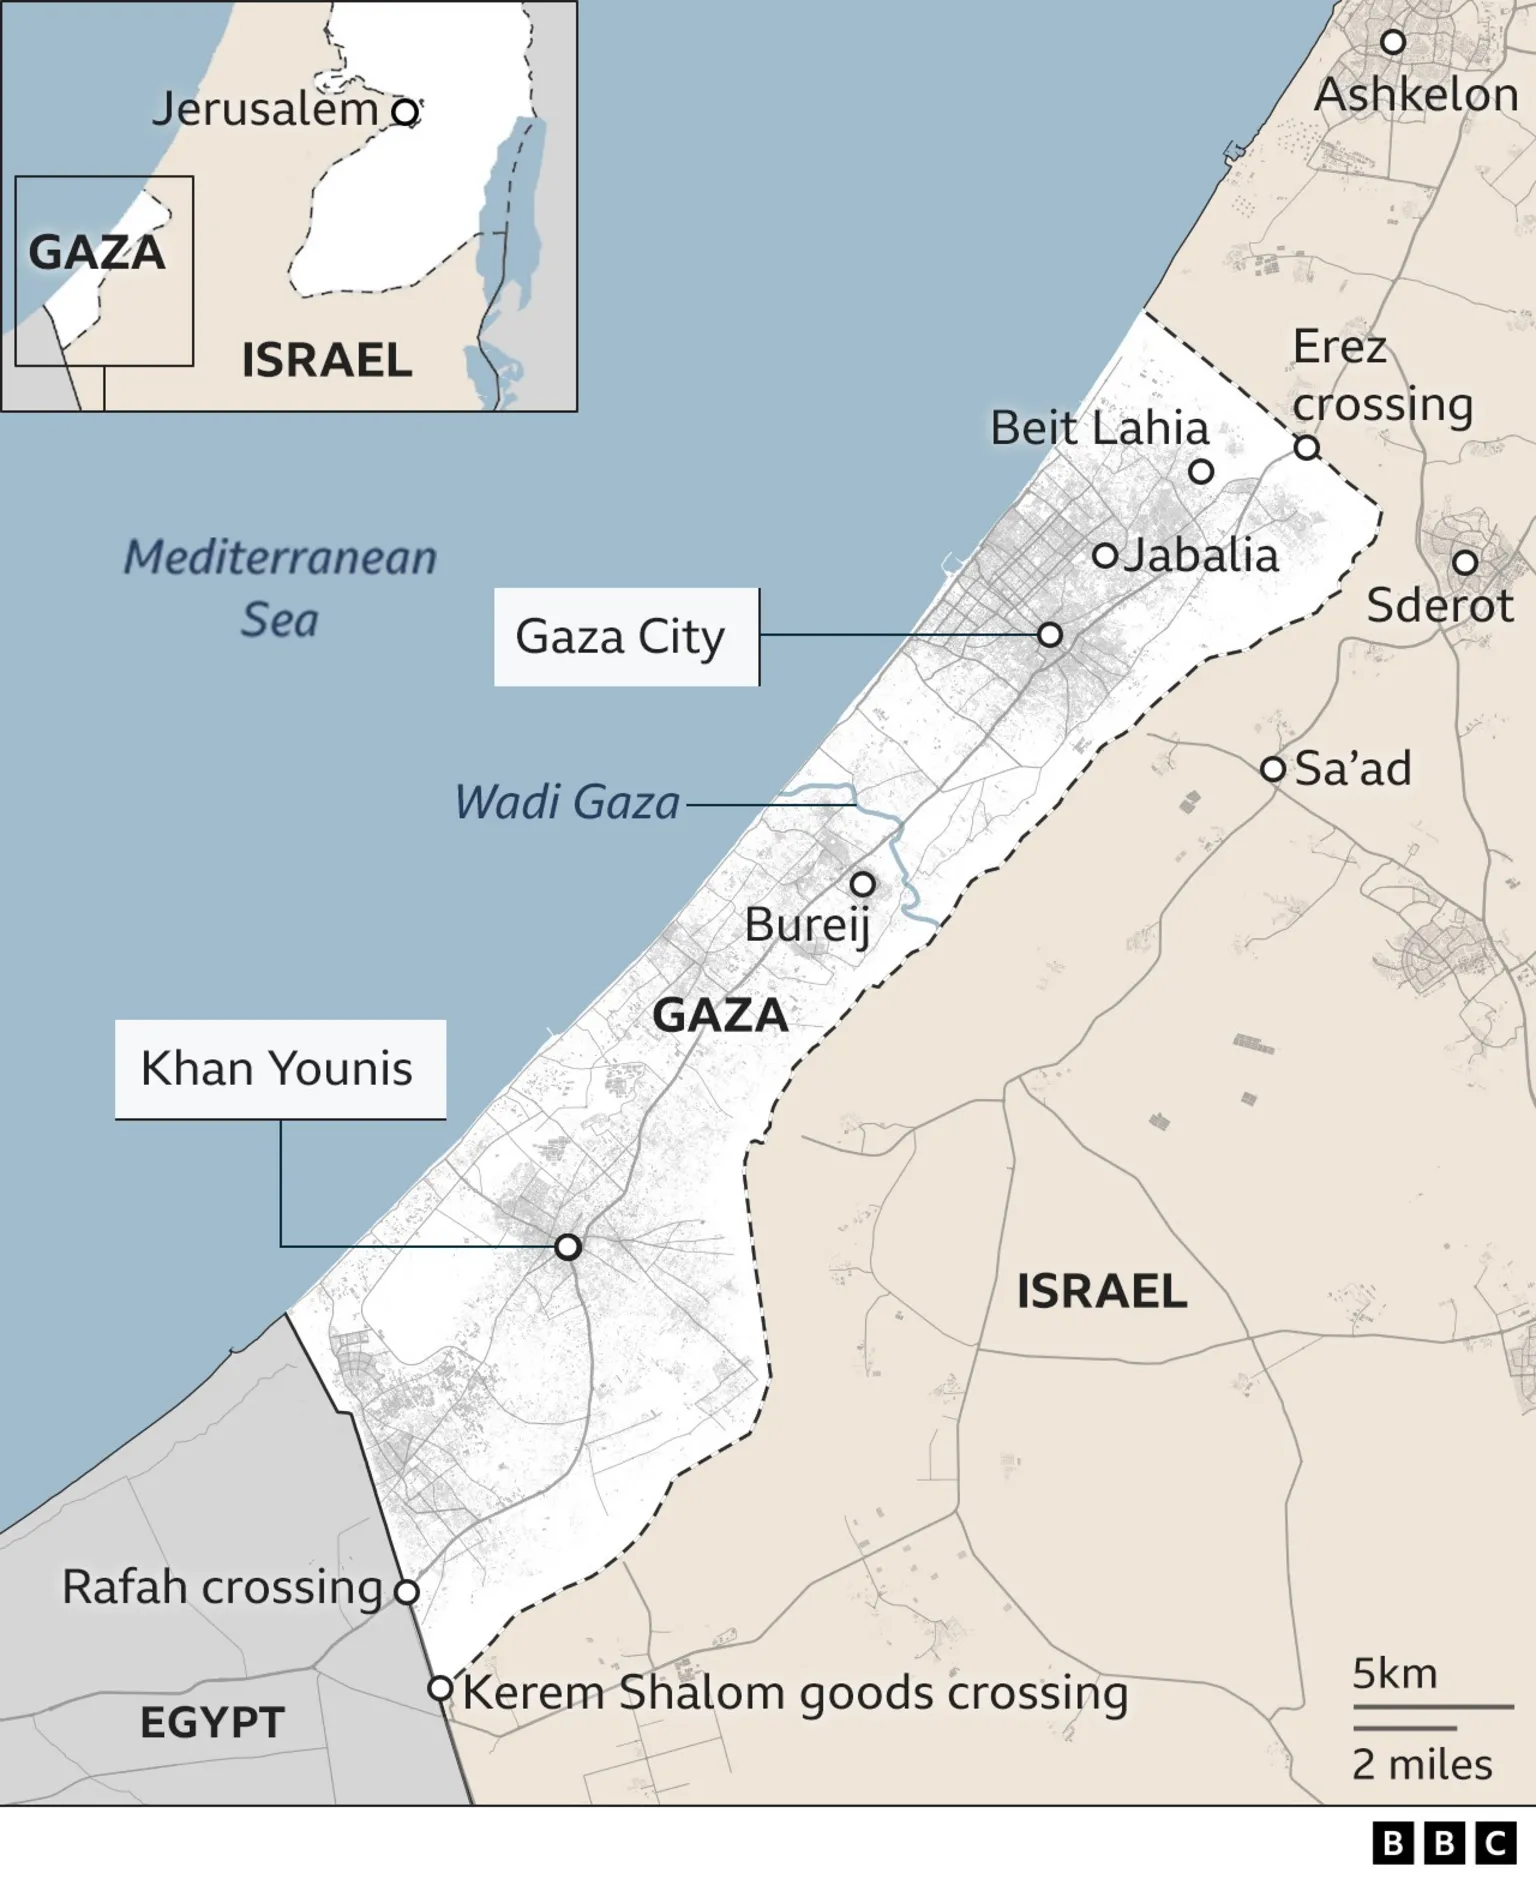 Jerusalem
GAZA
ISRAEL
Ashkelon
Erez
crossing
Beit Lahia
Mediterranean
Sea
Jabalia
Sderot
Gaza City
Sa’ad
Wadi Gaza
Bureij
GAZA
Khan Younis
ISRAEL
Rafah crossing
Kerem Shalom goods crossing
EGYPT
5km
2 miles
BBC